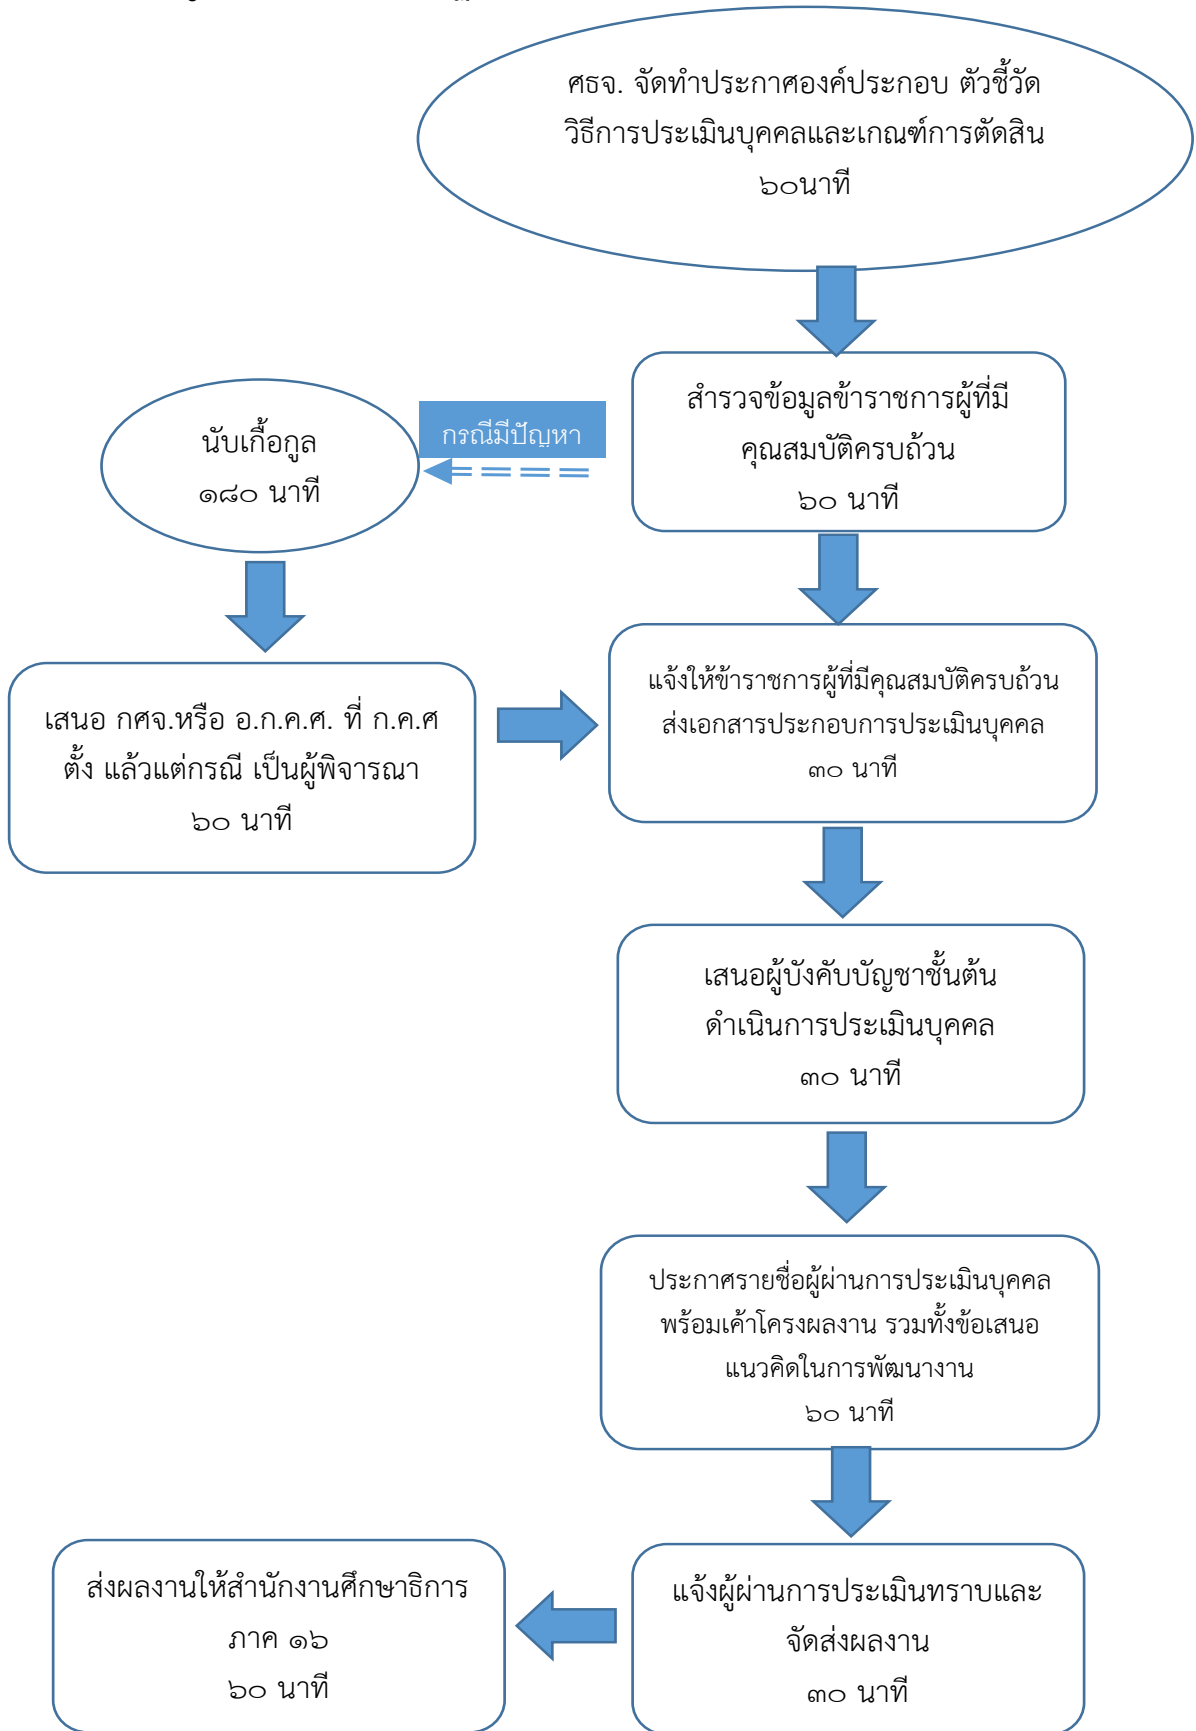 ศธจ. จัดทำประกาศองค์ประกอบ ตัวชี้วัด
วิธีการประเมินบุคคลและเกณฑ์การตัดสิน
๖๐นาที
สำรวจข้อมูลข้าราชการผู้ที่มี
คุณสมบัติครบถ้วน
๖๐ นาที
กรณีมีปัญหา
นับเกื้อกูล
๑๘๐ นาที
เสนอ กศจ.หรือ อ.ก.ค.ศ. ที่ ก.ค.ศ
ตั้ง แล้วแต่กรณี เป็นผู้พิจารณา
๖๐ นาที
แจ้งให้ข้าราชการผู้ที่มีคุณสมบัติครบถ้วน
ส่งเอกสารประกอบการประเมินบุคคล
๓๐ นาที
เสนอผู้บังคับบัญชาชั้นต้น
ดำเนินการประเมินบุคคล
๓๐ นาที
ประกาศรายชื่อผู้ผ่านการประเมินบุคคล
พร้อมเค้าโครงผลงาน รวมทั้งข้อเสนอ
แนวคิดในการพัฒนางาน
๖๐ นาที
แจ้งผู้ผ่านการประเมินทราบและ
จัดส่งผลงาน
๓๐ นาที
ส่งผลงานให้สำนักงานศึกษาธิการ
ภาค ๑๖
๖๐ นาที